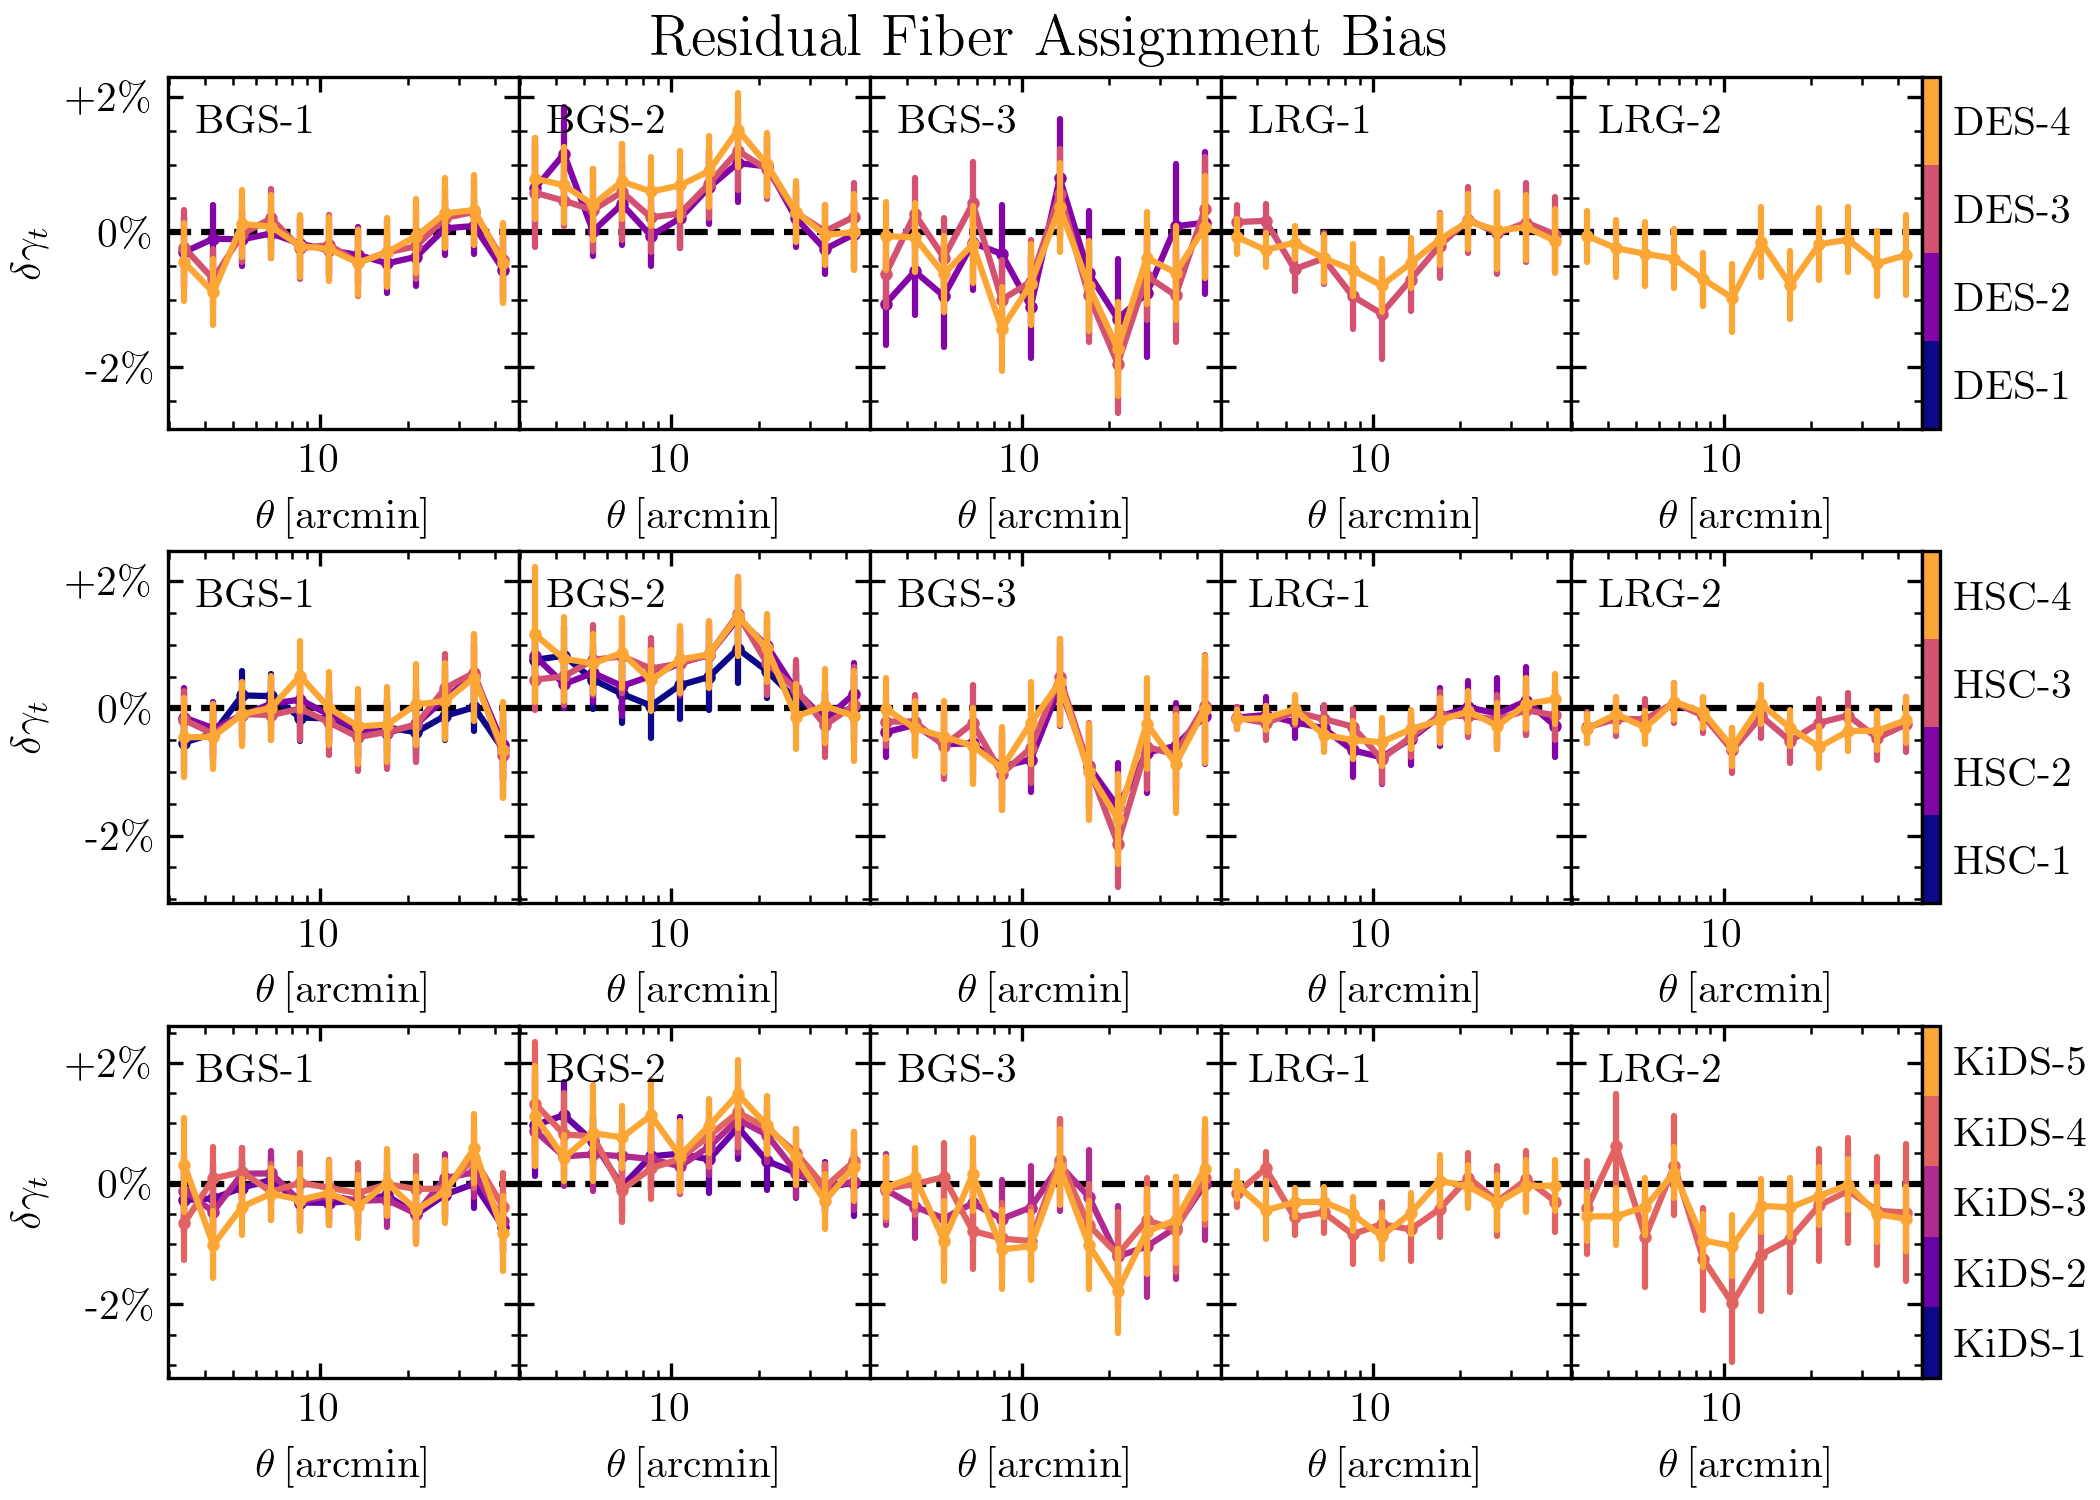 Residual Fiber Assignment Bias
+2%
0%
-2%
δγt
BGS-1
BGS-2
BGS-3
LRG-1
LRG-2
DES-4
DES-3
DES-2
DES-1
10
10
10
10
10
θ [arcmin]
θ [arcmin]
θ [arcmin]
θ [arcmin]
θ [arcmin]
+2%
0%
-2%
δγt
BGS-1
BGS-2
BGS-3
LRG-1
LRG-2
HSC-4
HSC-3
HSC-2
HSC-1
10
10
10
10
10
θ [arcmin]
θ [arcmin]
θ [arcmin]
θ [arcmin]
θ [arcmin]
+2%
0%
-2%
δγt
BGS-1
BGS-2
BGS-3
LRG-1
LRG-2
KiDS-5
KiDS-4
KiDS-3
KiDS-2
KiDS-1
10
10
10
10
10
θ [arcmin]
θ [arcmin]
θ [arcmin]
θ [arcmin]
θ [arcmin]